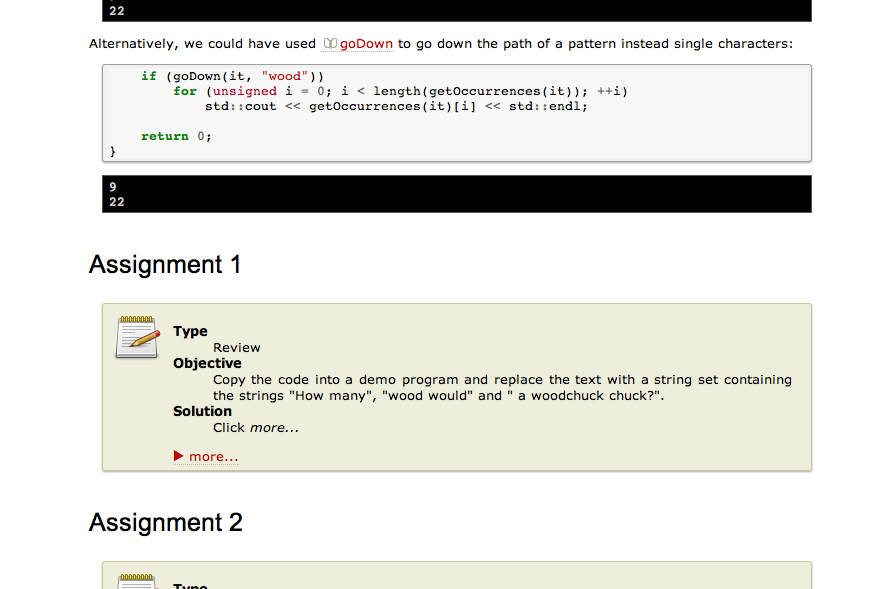 22
Alternatively, we could have used goDown to go down the path of a pattern instead single characters:
if (goDown(it, "wood"))
for (unsigned i = 0; i < length(getOccurrences(it)); ++i)
std::cout << getOccurrences(it)[i] << std::endl;
return 0;
}
9
22
Assignment 1
Type
Review
Objective
Copy the code into a demo program and replace the text with a string set containing
the strings "How many", "wood would" and " a woodchuck chuck?".
Solution
Click more...
more...
Assignment 2
Type